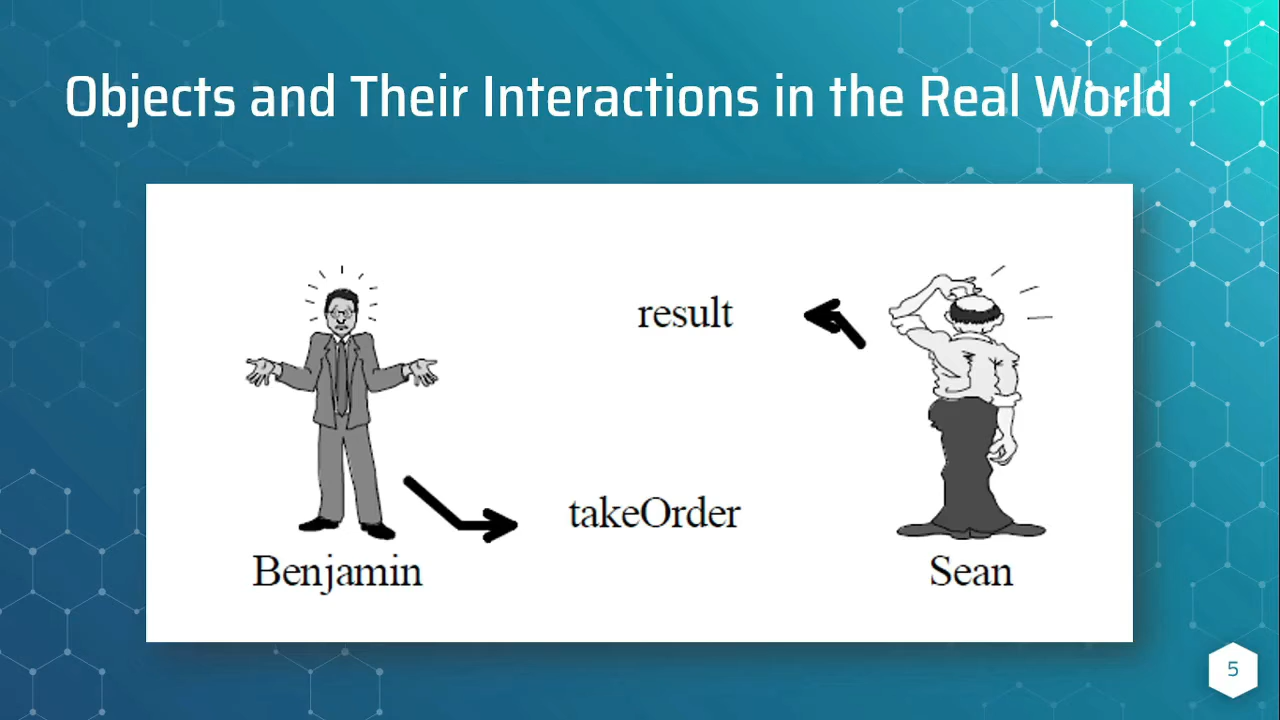 Objects and Their Interactions in the Real World
result
takeOrder
Benjamin
Sean
5